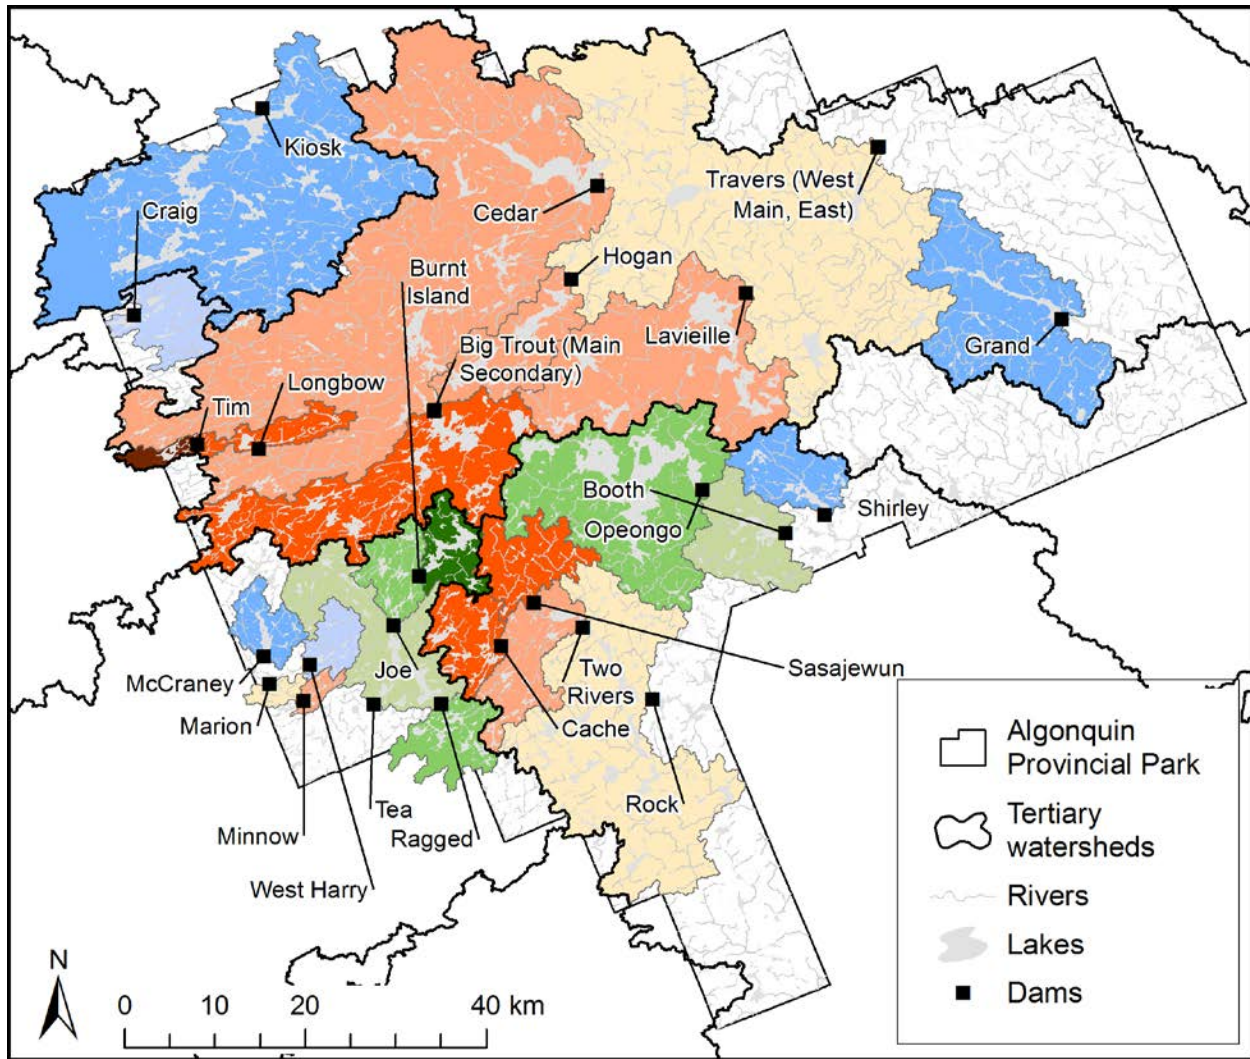 Kiosk
Travers (West
Main, East)
Craig
Cedar
Hogan
Burnt
Island
Lavieille
Grand
Big Trout (Main
Secondary)
Longbow
Tim
Booth
Opeongo
Shirley
McCraney
Joe
Two
Rivers
Sasajewun
Marion
Cache
Minnow
Tea
Ragged
Rock
West Harry
Algonquin
Provincial Park
Tertiary
watersheds
Rivers
Lakes
Dams
N
0 10 20 40 km